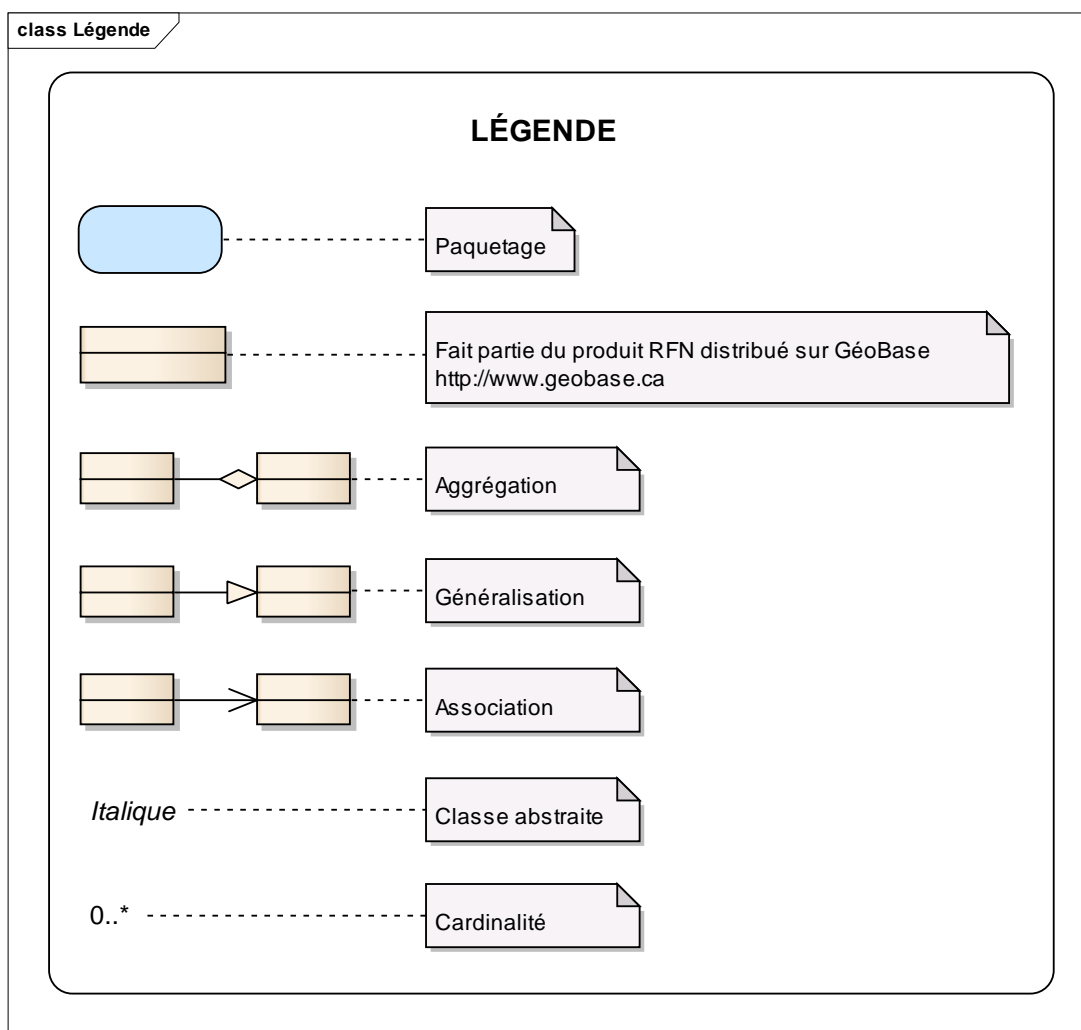 class Légende
LÉGENDE
Paquetage
Fait partie du produit RFN distribué sur GéoBase
http://www.geobase.ca
Aggrégation
Généralisation
Association
Italique
Classe abstraite
0..*
Cardinalité